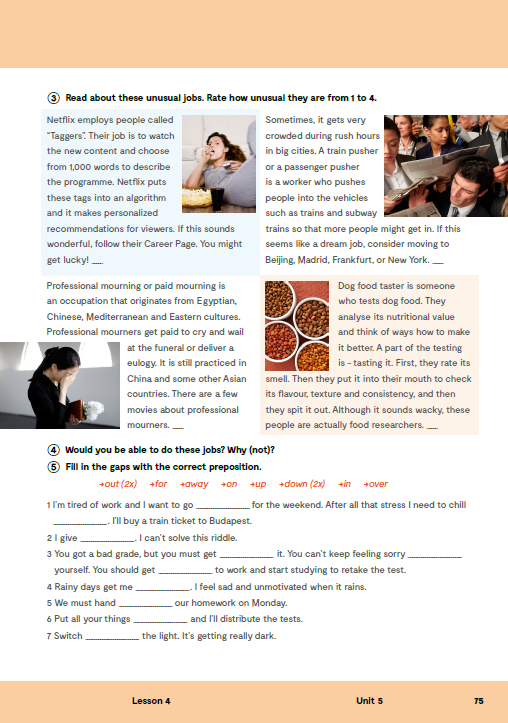 3 Read about these unusual jobs. Rate how unusual they are from 1 to 4.
Netflix employs people called
"Taggers". Their job is to watch
the new content and choose
from 1,000 words to describe
the programme. Netflix puts
these tags into an algorithm
and it makes personalized
recommendations for viewers. If this sounds
wonderful, follow their Career Page. You might
get lucky! ___
Sometimes, it gets very
crowded during rush hours
in big cities. A train pusher
or a passenger pusher
is a worker who pushes
people into the vehicles
such as trains and subway
trains so that more people might get in. If this
seems like a dream job, consider moving to
Beijing, Madrid, Frankfurt, or New York. ___
Professional mourning or paid mourning is
an occupation that originates from Egyptian,
Chinese, Mediterranean and Eastern cultures.
Professional mourners get paid to cry and wail
at the funeral or deliver a
eulogy. It is still practiced in
China and some other Asian
countries. There are a few
movies about professional
mourners. ___
Dog food taster is someone
who tests dog food. They
analyse its nutritional value
and think of ways how to make
it better. A part of the testing
is – tasting it. First, they rate its
smell. Then they put it into their mouth to check
its flavour, texture and consistency, and then
they spit it out. Although it sounds wacky, these
people are actually food researchers. ___
4 Would you be able to do these jobs? Why (not)?
5 Fill in the gaps with the correct preposition.
+out (2x) +for +away +on +up +down (2x) +in +over
1 I'm tired of work and I want to go ___________ for the weekend. After all that stress I need to chill
___________. I'll buy a train ticket to Budapest.
2 I give ___________. I can't solve this riddle.
3 You got a bad grade, but you must get ___________ it. You can't keep feeling sorry ___________
yourself. You should get ___________ to work and start studying to retake the test.
4 Rainy days get me ___________. I feel sad and unmotivated when it rains.
5 We must hand ___________ our homework on Monday.
6 Put all your things ___________ and I'll distribute the tests.
7 Switch ___________ the light. It's getting really dark.
Lesson 4 Unit 5 75